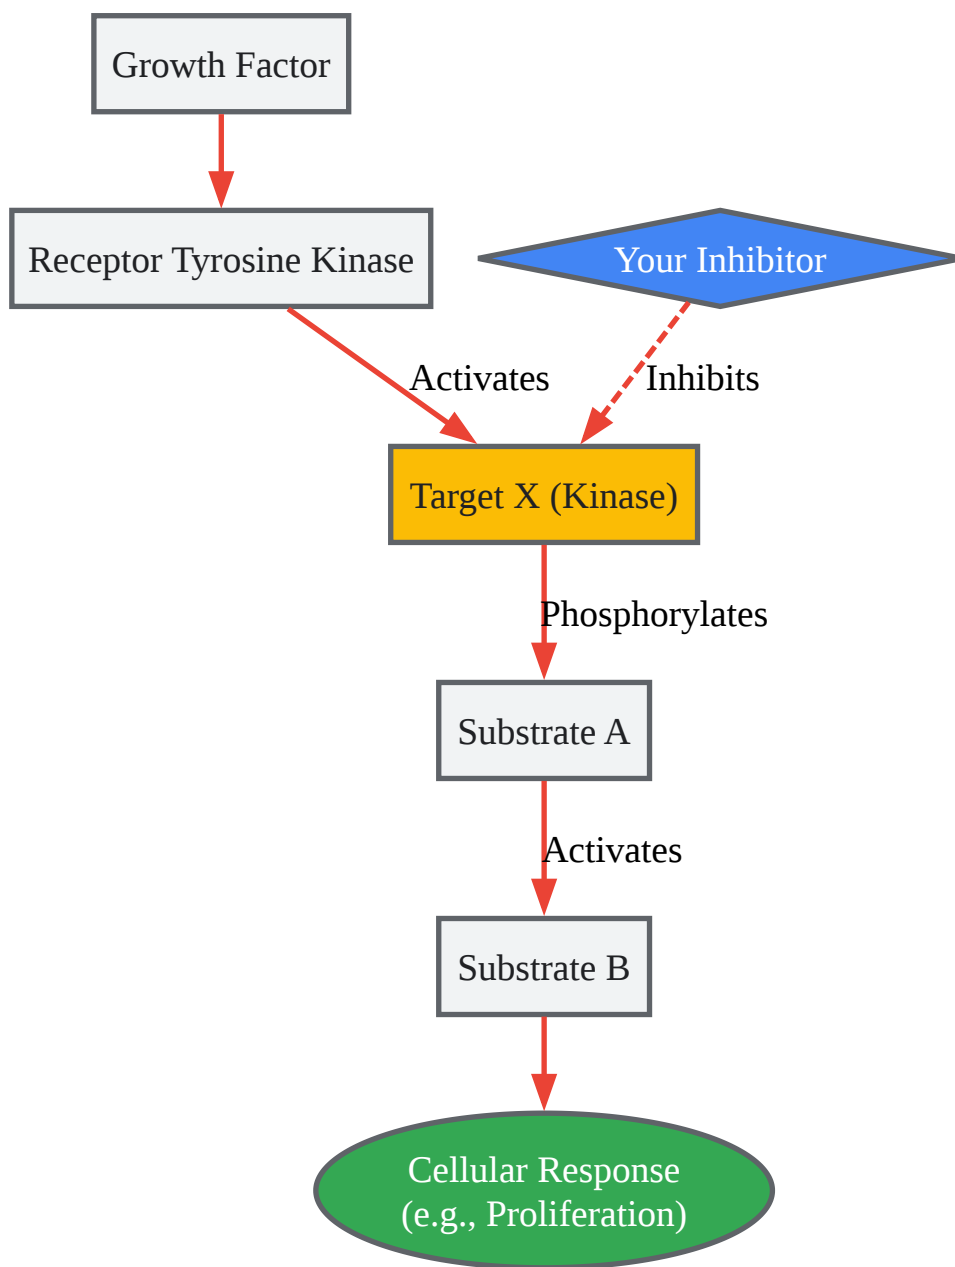 Growth Factor
Receptor Tyrosine Kinase
Your Inhibitor
Activates
Inhibits
Target X (Kinase)
Phosphorylates
Substrate A
Activates
Substrate B
Cellular Response
(e.g., Proliferation)